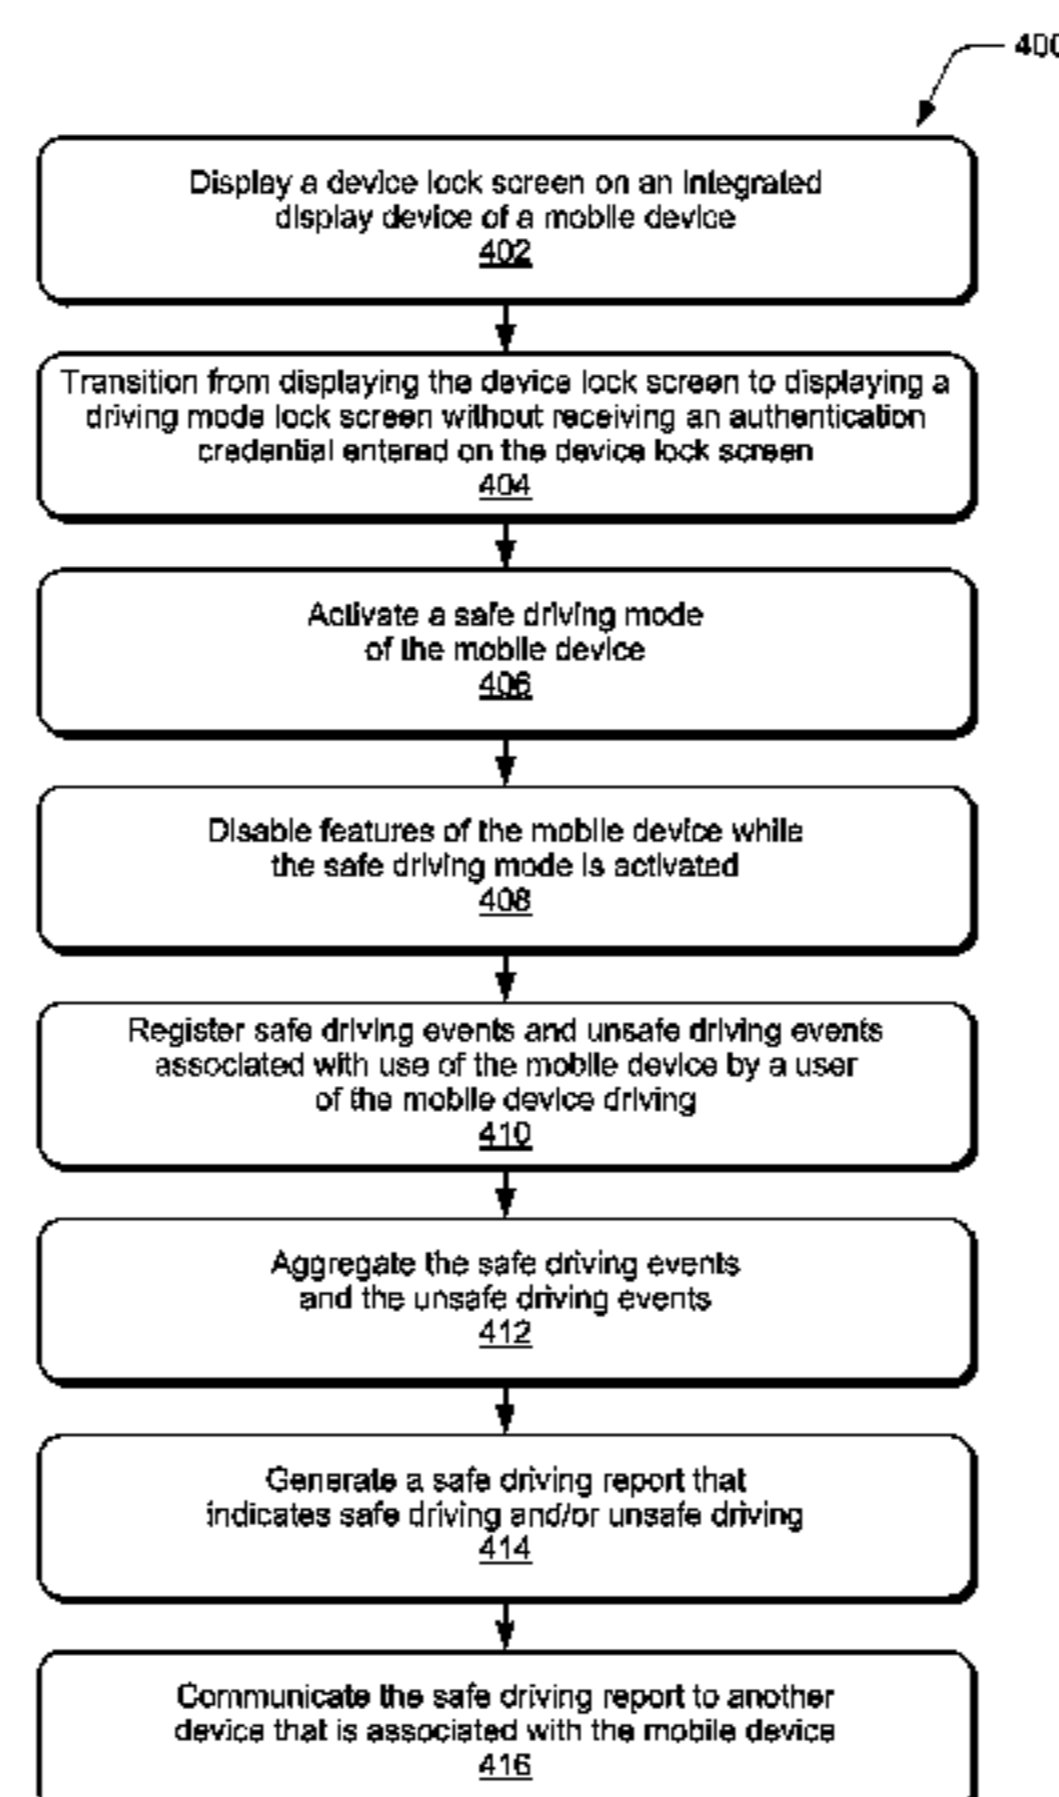 400
Display a device lock screen on an integrated
display device of a mobile device
402
Transition from displaying the device lock screen to displaying a
driving mode lock screen without receiving an authentication
credential entered on the device lock screen
404
Activate a safe driving mode
of the mobile device
406
Disable features of the mobile device while
the safe driving mode is activated
408
Register safe driving events and unsafe driving events
associated with use of the mobile device by a user
of the mobile device driving
410
Aggregate the safe driving events
and the unsafe driving events
412
Generate a safe driving report that
indicates safe driving and/or unsafe driving
414
Communicate the safe driving report to another
device that is associated with the mobile device
416